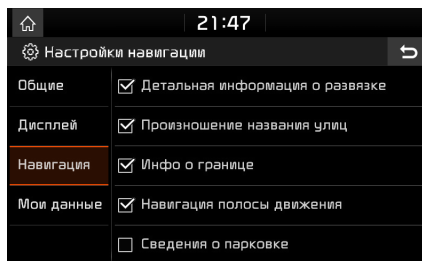 21:47
Настройки навигации
Общие
Детальная информация о развязке
Дисплей
Произношение названия улиц
Навигация
Инфо о границе
Мои данные
Навигация полосы движения
Сведения о парковке